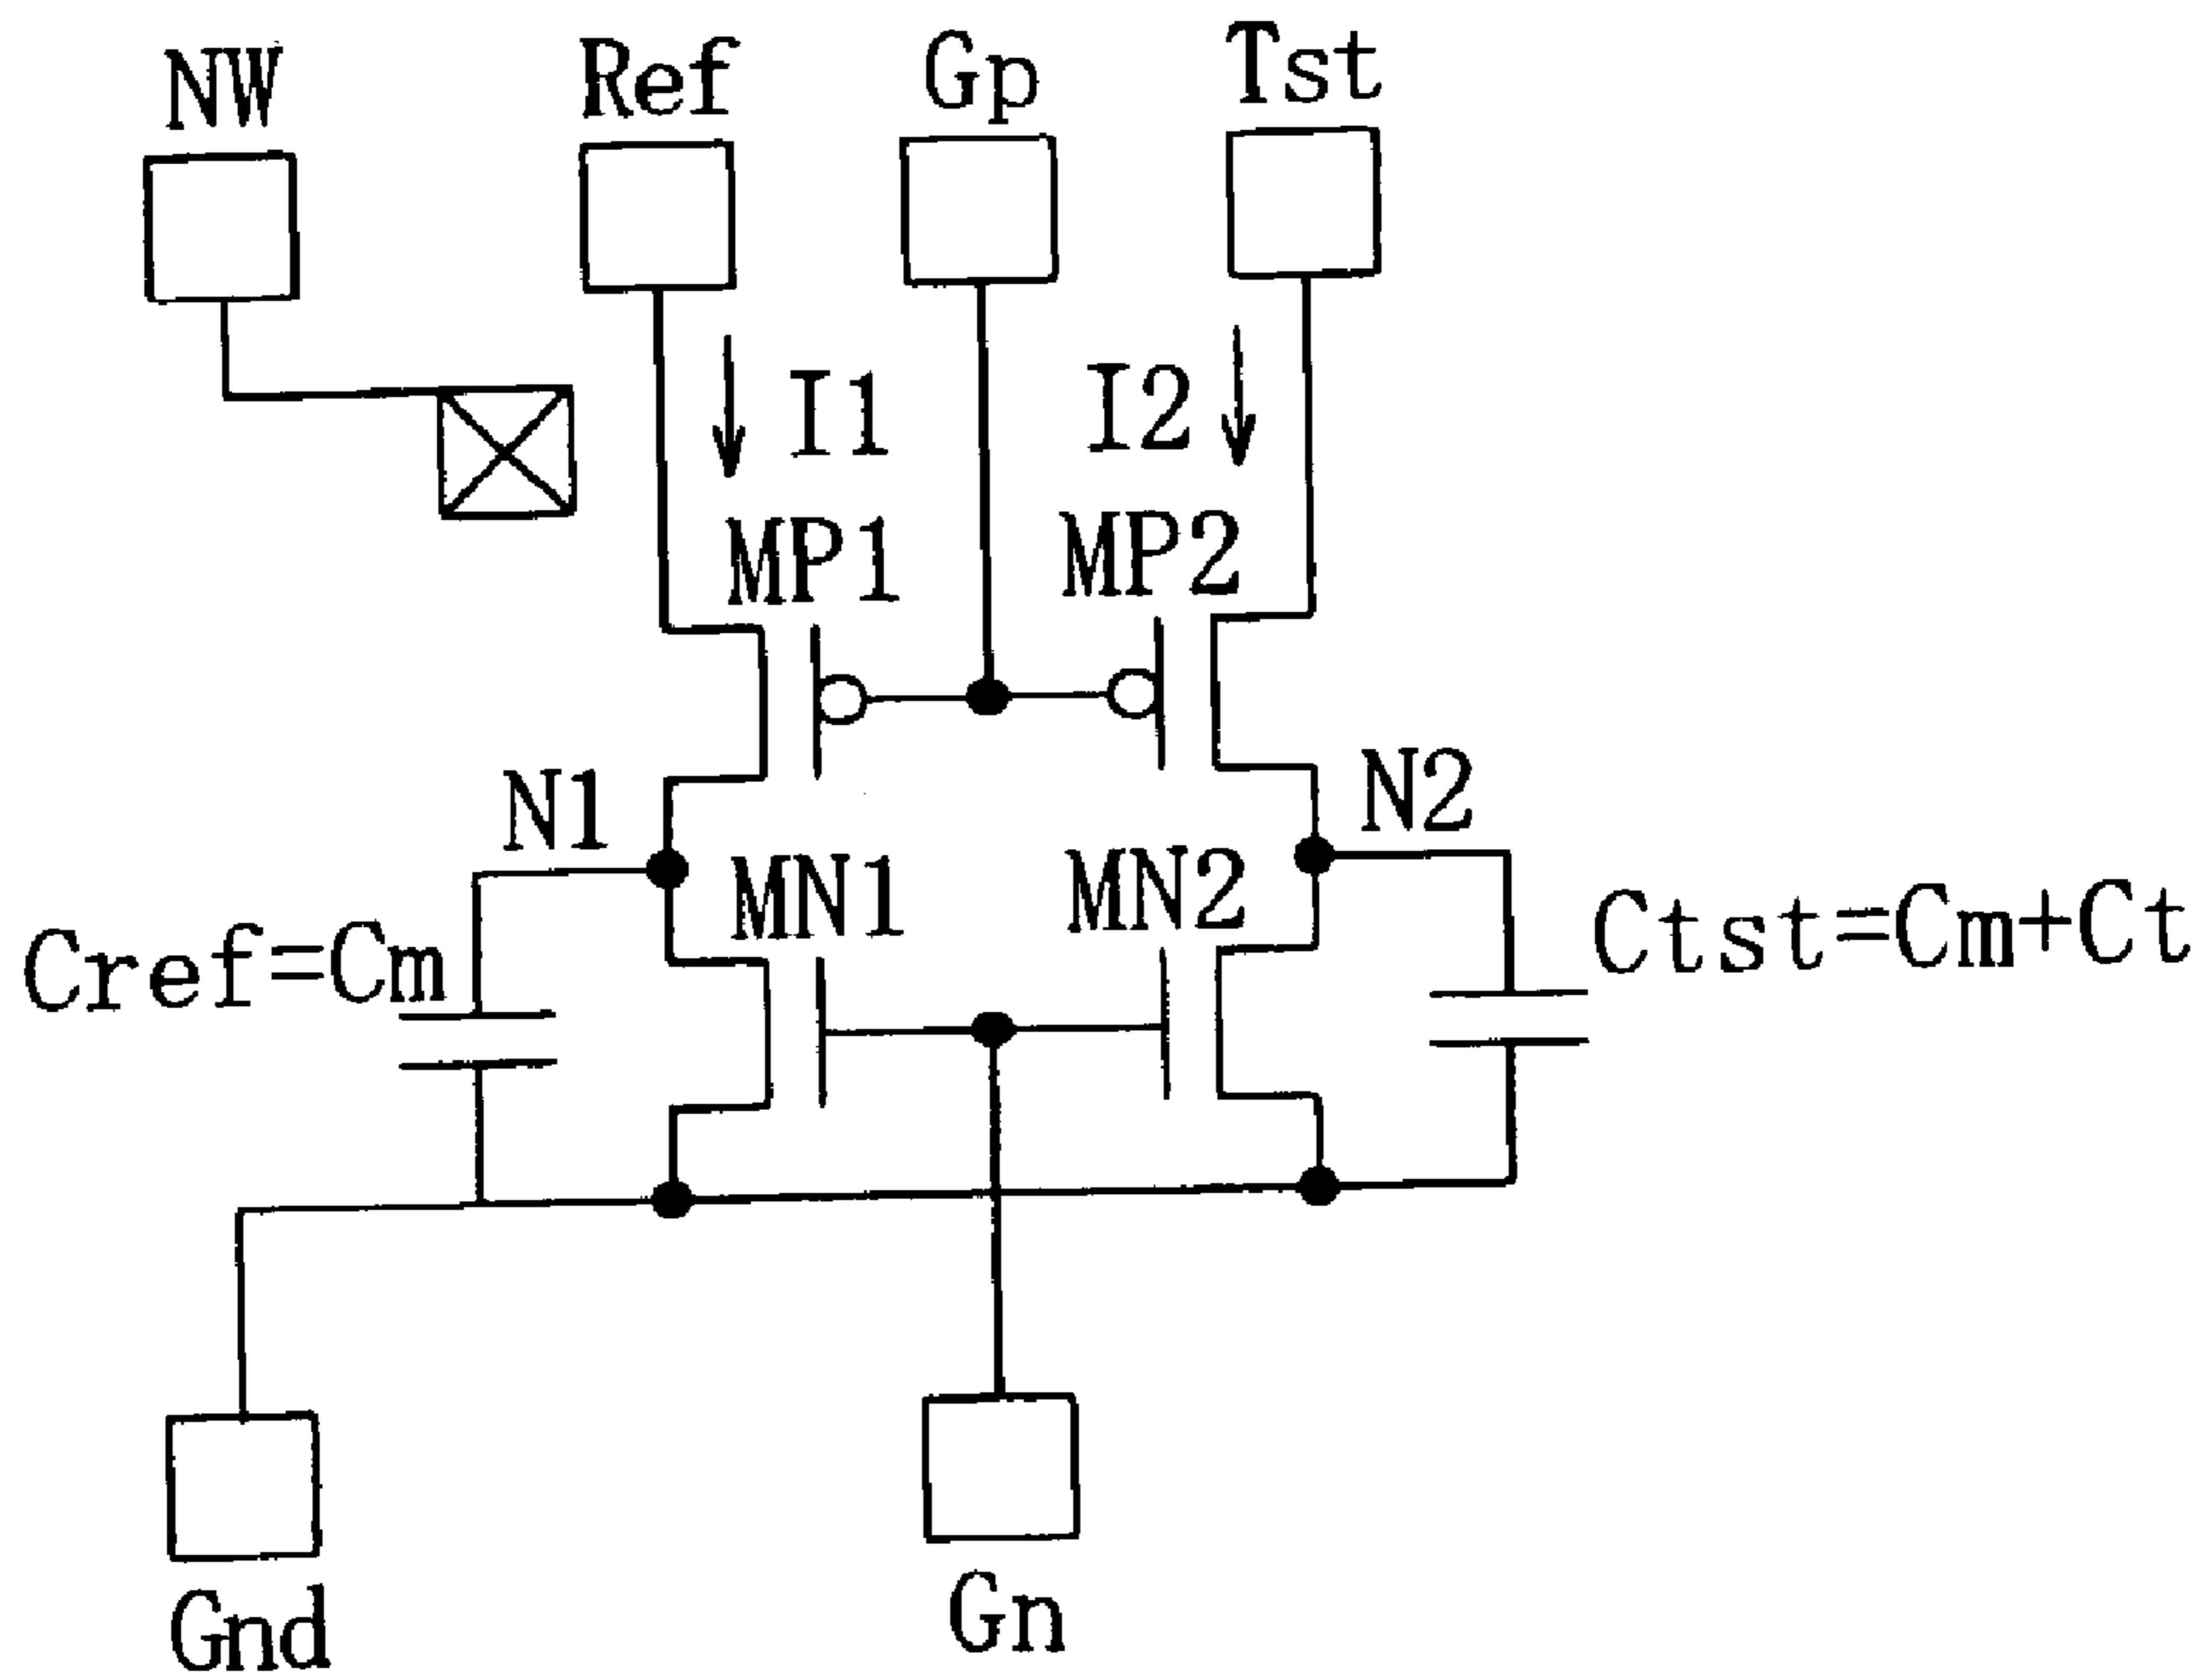 NW
Ref
Gp
Tst
I1
I2
MP1
MP2
N1
N2
MN1
MN2
Cref=Cm
Ctst=Cm+Ct
Gnd
Gn